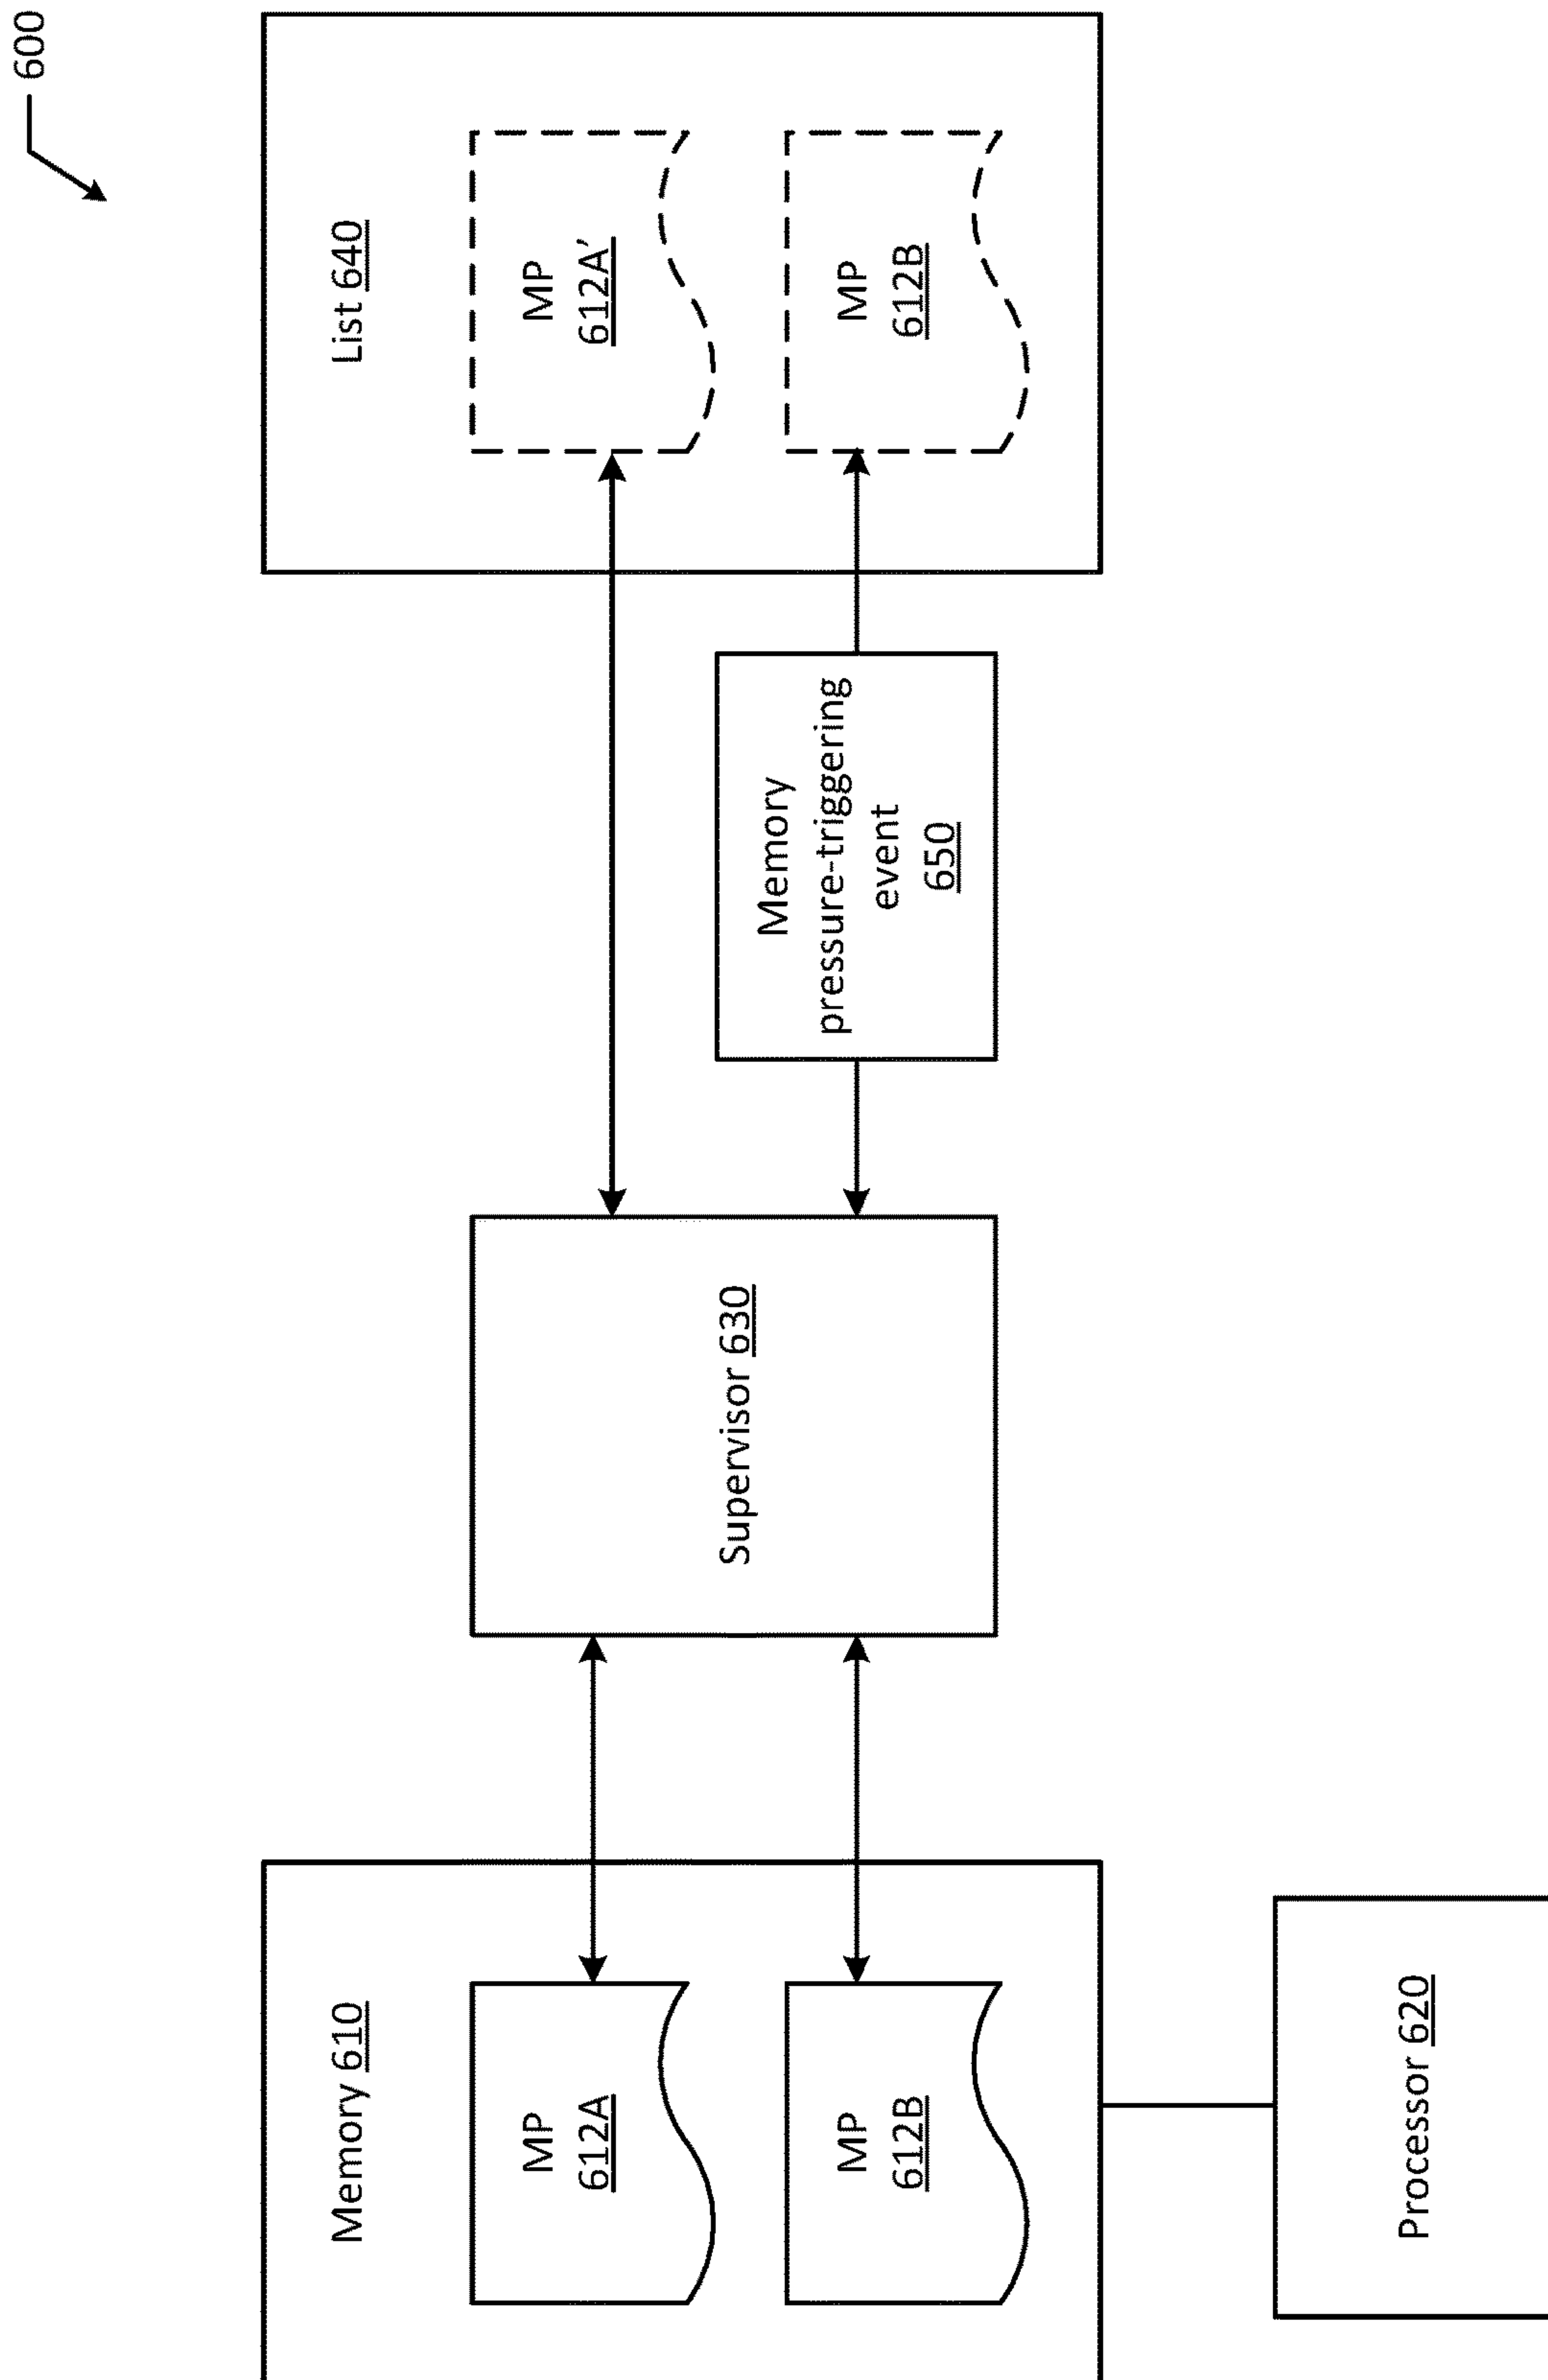 600
Memory 610
MP
612A
MP
612B
Processor 620
Supervisor 630
Memory
pressure-triggering
event
650
List 640
MP
612A’
MP
612B